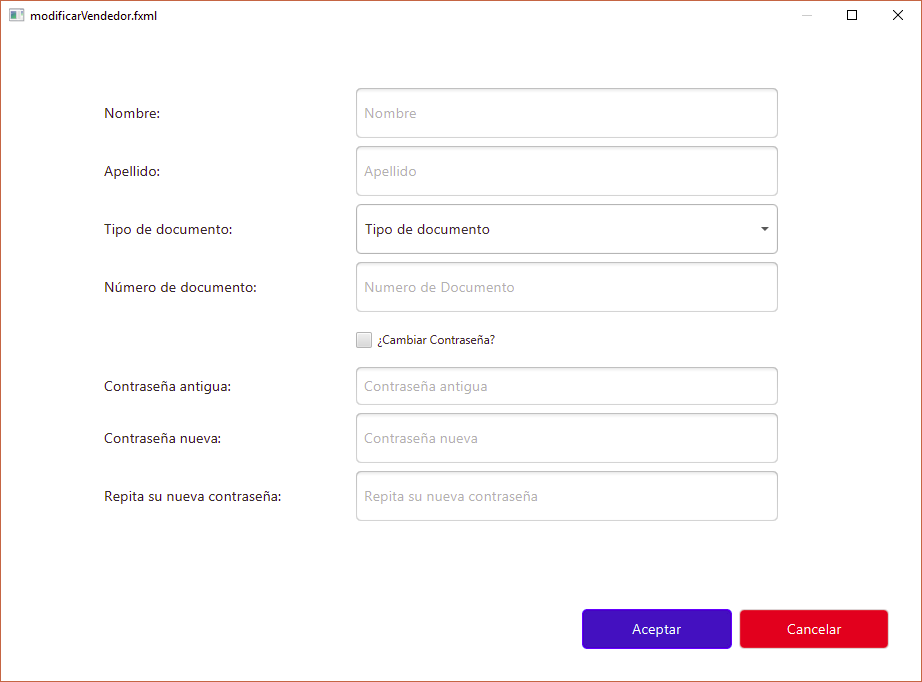 modificarVendedor.fxml
Nombre: Nombre
Apellido: Apellido
Tipo de documento: Tipo de documento
Número de documento: Numero de Documento
¿Cambiar Contraseña?
Contraseña antigua: Contraseña antigua
Contraseña nueva: Contraseña nueva
Repita su nueva contraseña: Repita su nueva contraseña
Aceptar Cancelar